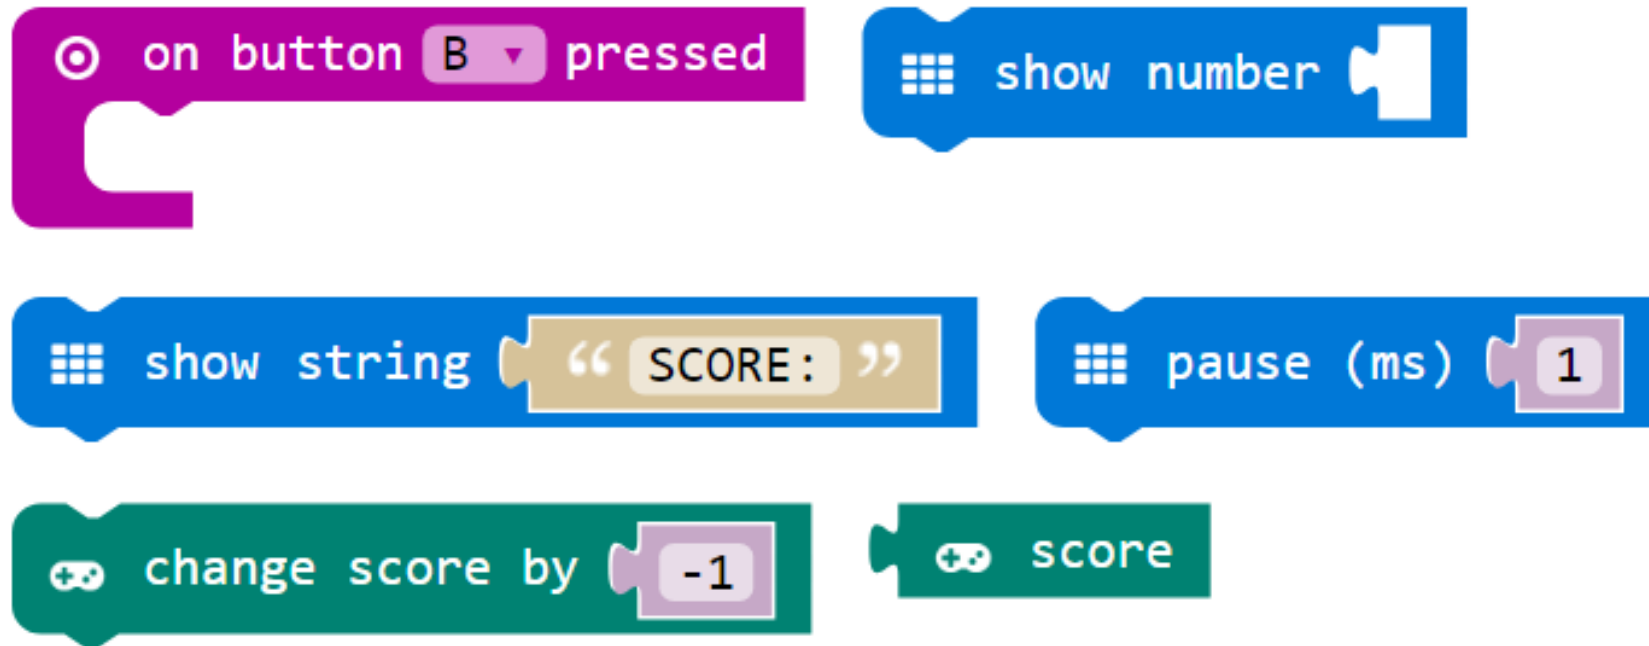 on button B pressed
show number
show string “ SCORE: ”
pause (ms) 1
change score by -1
score